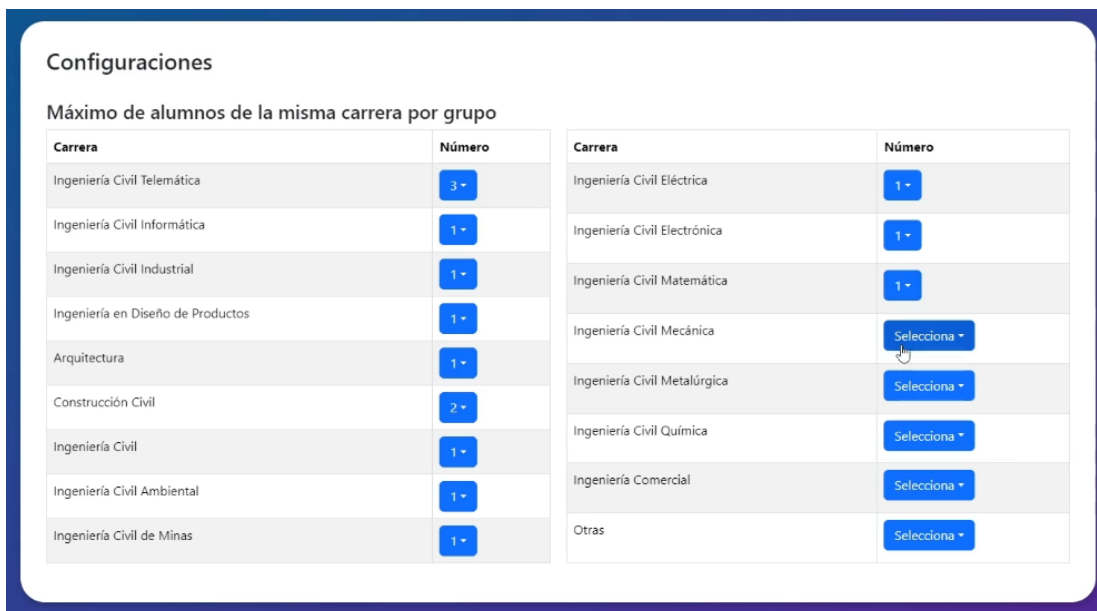 Configuraciones
Máximo de alumnos de la misma carrera por grupo
Carrera Número
Ingeniería Civil Telemática 3
Ingeniería Civil Informática 1
Ingeniería Civil Industrial 1
Ingeniería en Diseño de Productos 1
Arquitectura 1
Construcción Civil 2
Ingeniería Civil 1
Ingeniería Civil Ambiental 1
Ingeniería Civil de Minas 1
Carrera Número
Ingeniería Civil Eléctrica 1
Ingeniería Civil Electrónica 1
Ingeniería Civil Matemática 1
Ingeniería Civil Mecánica Selecciona
Ingeniería Civil Metalúrgica Selecciona
Ingeniería Civil Química Selecciona
Ingeniería Comercial Selecciona
Otras Selecciona